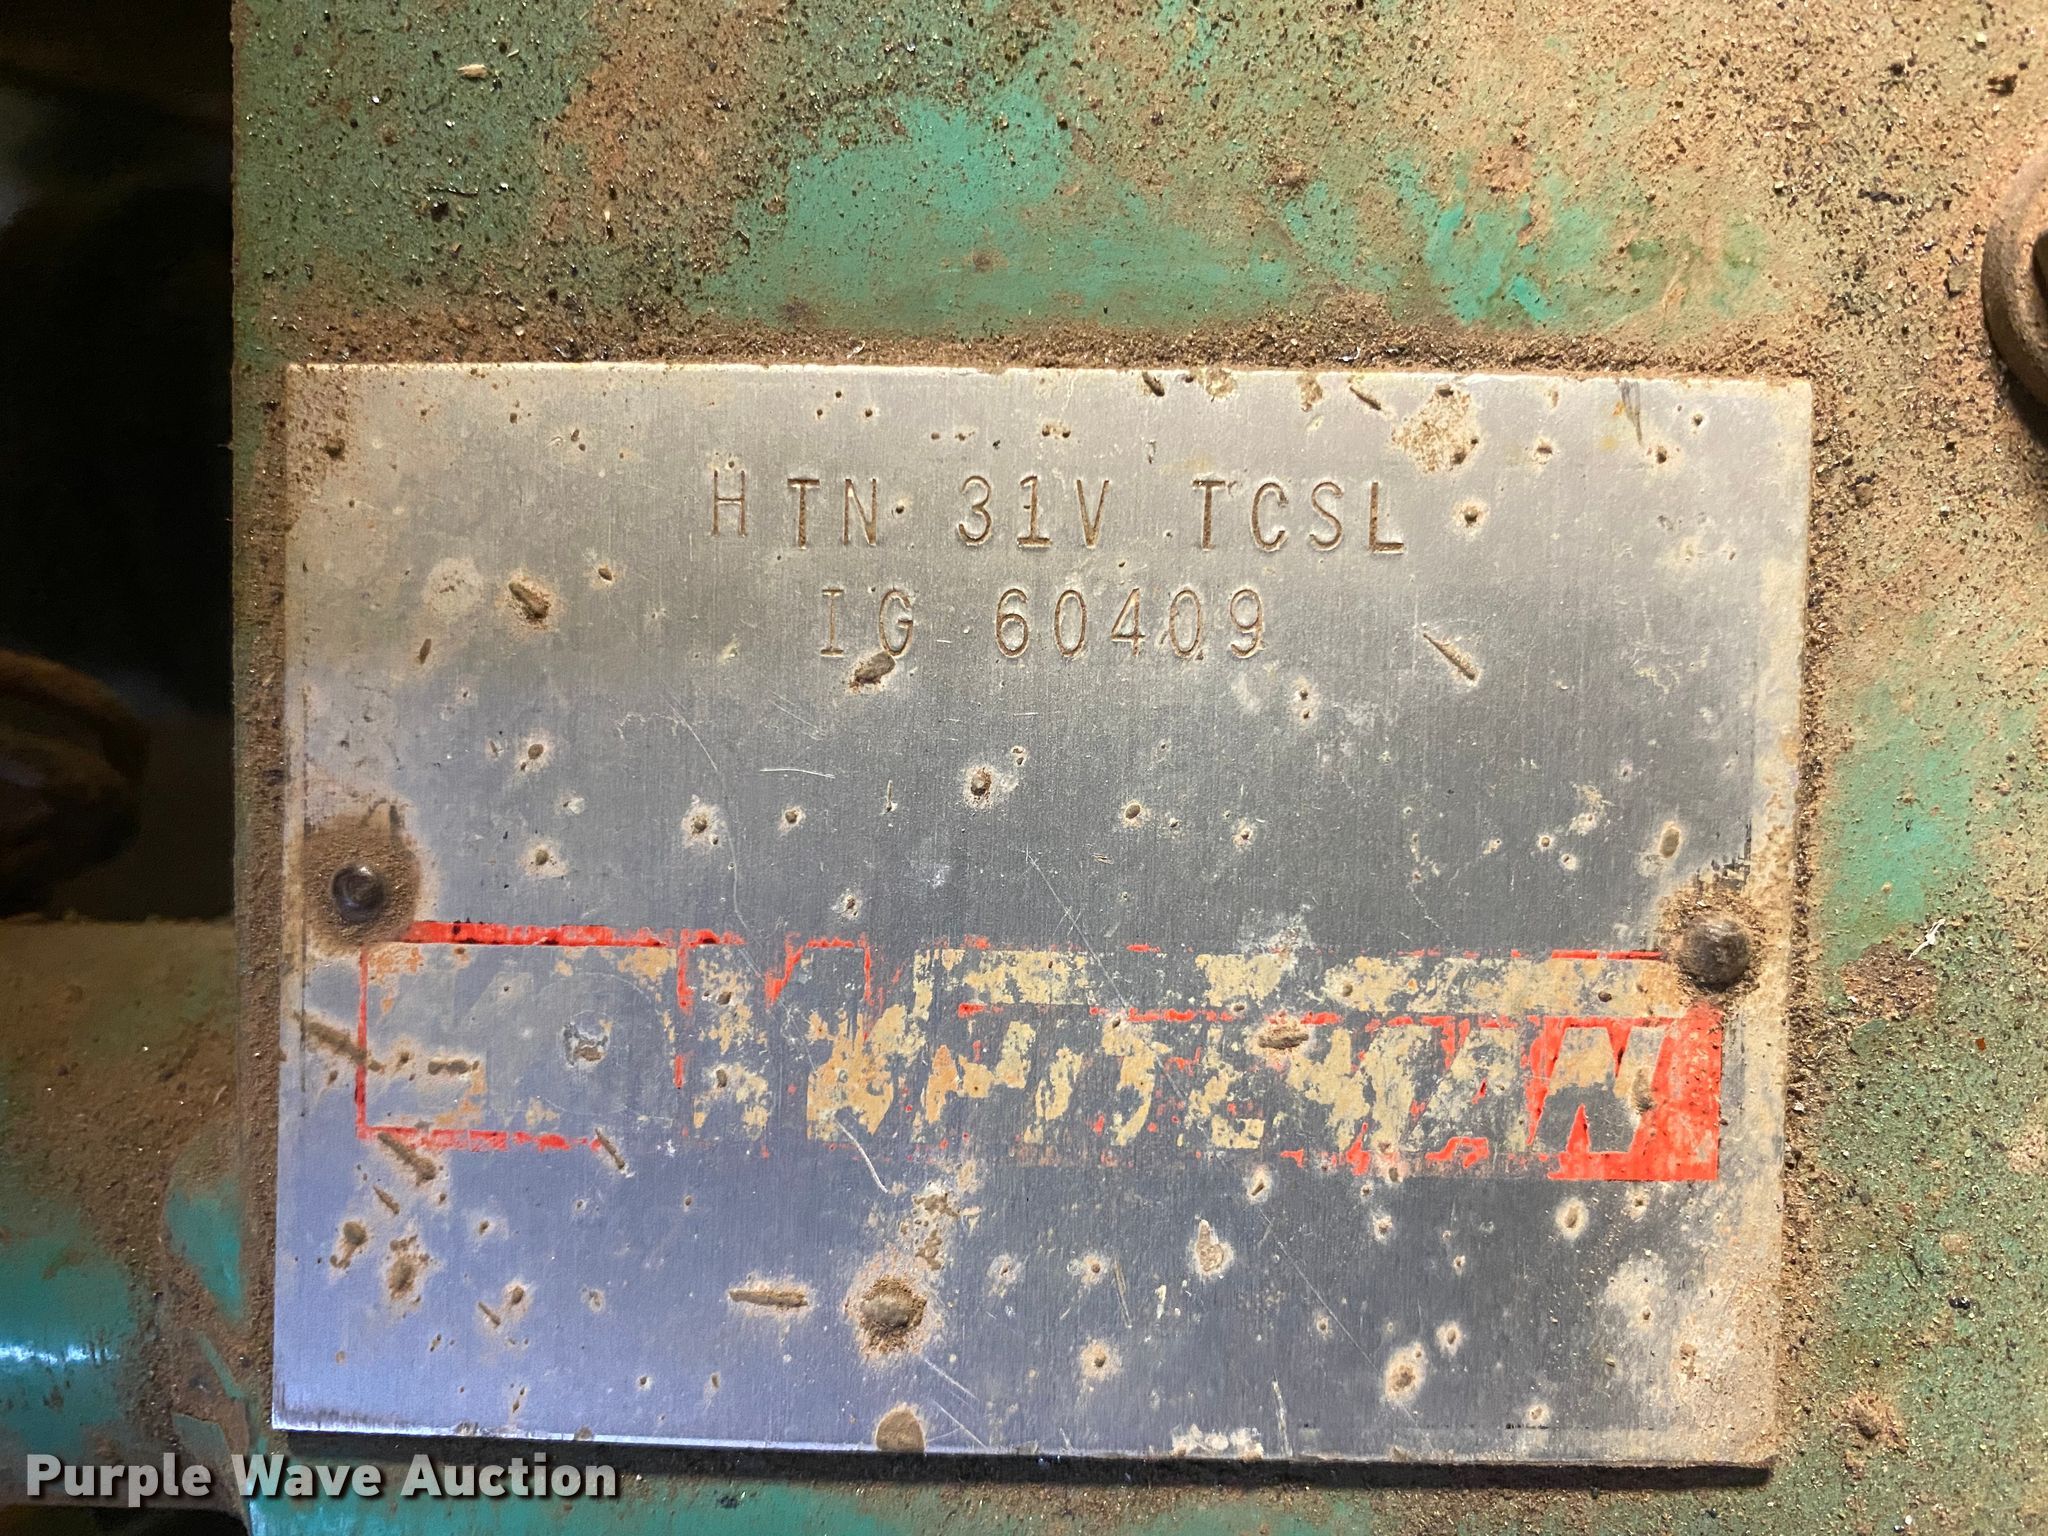 HTN 31V TCSL
IG 60409
Purple Wave Auction